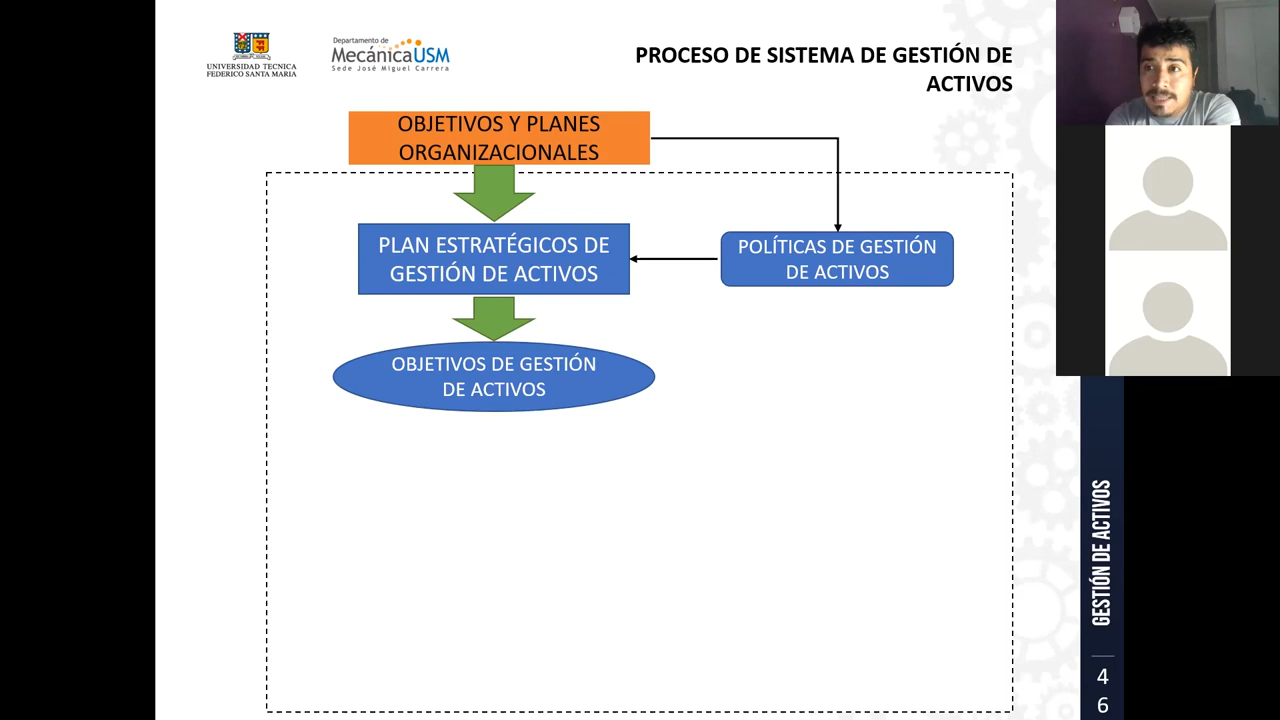 UNIVERSIDAD TECNICA
FEDERICO SANTA MARIA
Departamento de
MecánicaUSM
Sede José Miguel Carrera
PROCESO DE SISTEMA DE GESTIÓN DE
ACTIVOS
OBJETIVOS Y PLANES
ORGANIZACIONALES
PLAN ESTRATÉGICOS DE
GESTIÓN DE ACTIVOS
POLÍTICAS DE GESTIÓN
DE ACTIVOS
OBJETIVOS DE GESTIÓN
DE ACTIVOS
GESTIÓN DE ACTIVOS
4
6